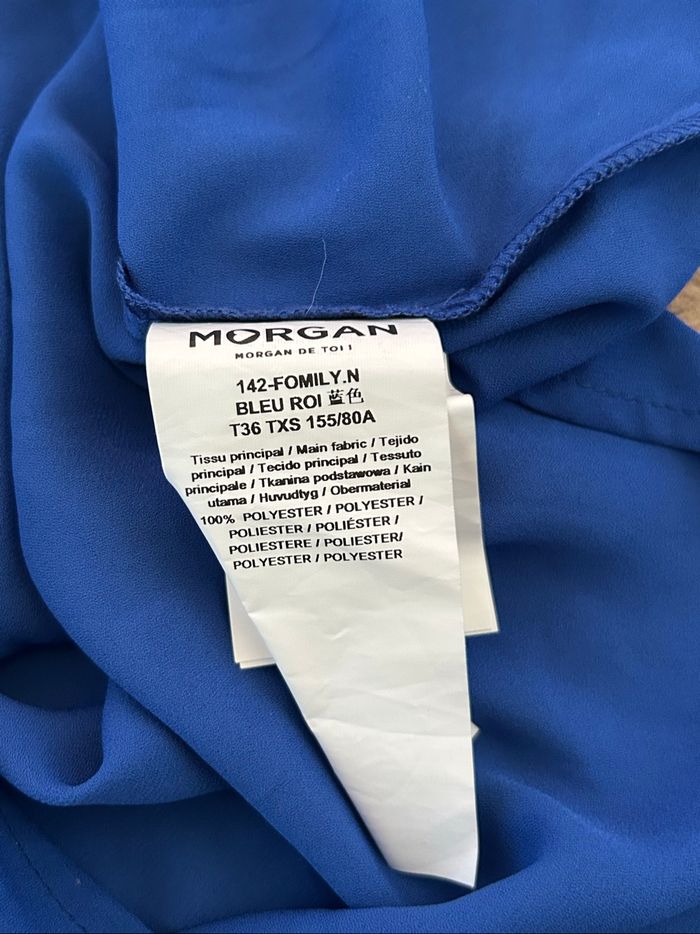 MORGAN
MORGAN DE TOI !
142-FOMILY.N
BLEU ROI 蓝色
T36 TXS 155/80A
Tissu principal / Main fabric / Tejido
principal / Tecido principal / Tessuto
principale / Tkanina podstawowa / Kain
utama / Huvudtyg / Obermaterial
100% POLYESTER / POLYESTER /
POLIESTER / POLIÉSTER /
POLIESTERE / POLIESTER/
POLYESTER / POLYESTER